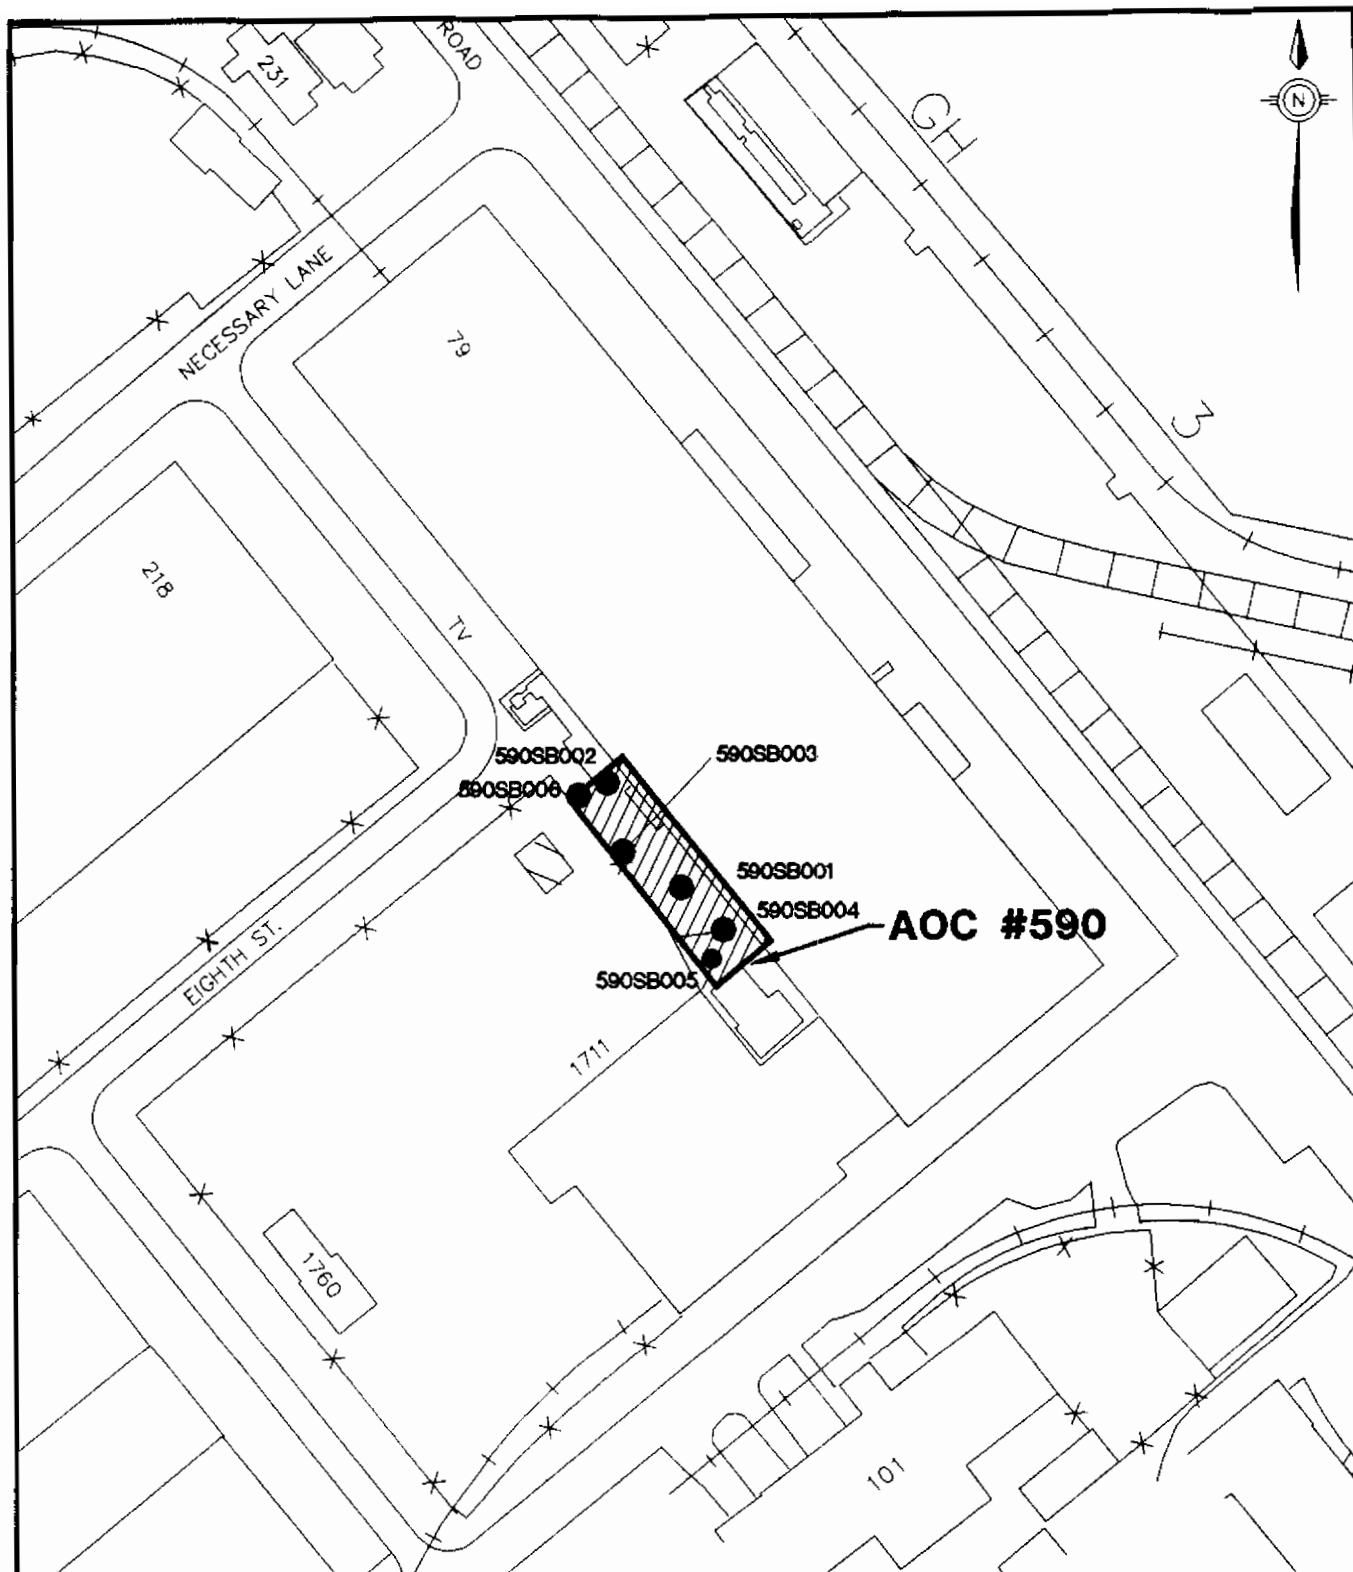 ROAD
231
GH
N
NECESSARY LANE
79
3
218
TV
590SB002
590SB003
590SB006
590SB001
590SB004
AOC #590
590SB005
EIGHTH ST.
1711
1760
101